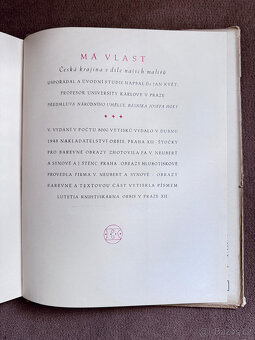 MÁ VLAST
Česká krajina v díle našich malířů
USPOŘÁDAL A ÚVODNÍ STUDII NAPSAL Dr JAN KVĚT,
PROFESOR UNIVERSITY KARLOVY V PRAZE
PŘEDMLUVA NÁRODNÍHO UMĚLCE, BÁSNÍKA JOSEFA HORY
V. VYDÁNÍ V POČTU VÝTISKŮ VYDALO V DUBNU
1948 NAKLADATELSTVÍ ORBIS, PRAHA XII. ŠTOČKY
PRO BAREVNÉ OBRAZY ZHOTOVILA FA V. NEUBERT
A SYNOVÉ A J. ŠTENC, PRAHA. OBRAZY HLUBOTISKOVÉ
PROVEDLA FIRMA V. NEUBERT A SYNOVÉ. OBRAZY
BAREVNÉ A TEXTOVOU ČÁST VYTISKLA PÍSMEM
LUTETIA KNIHTISKÁRNA ORBIS V PRAZE XII.